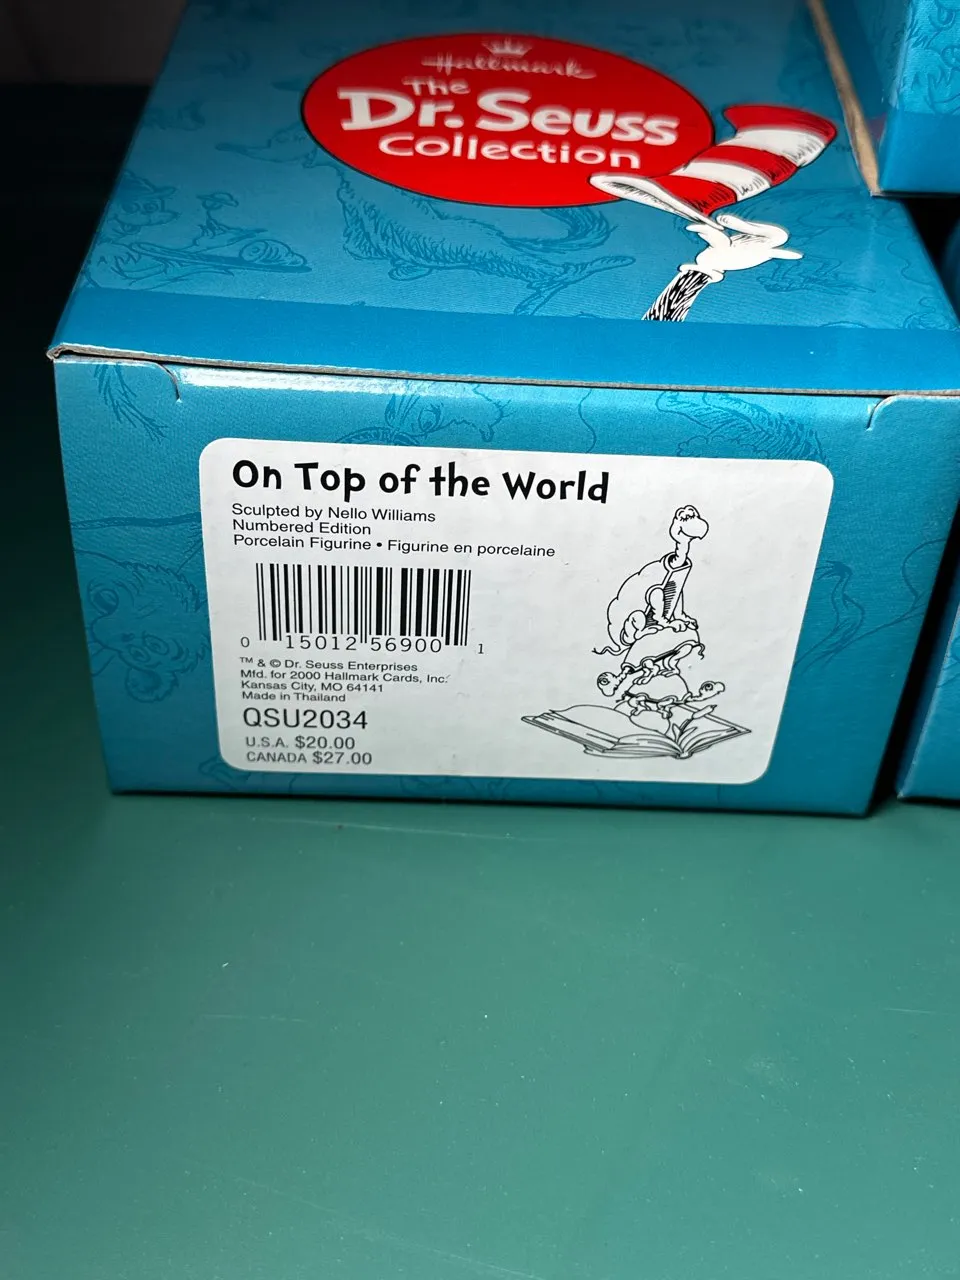 Hallmark
The
Dr. Seuss
Collection
On Top of the World
Sculpted by Nello Williams
Numbered Edition
Porcelain Figurine • Figurine en porcelaine
0 15012 56900 1
™ & © Dr. Seuss Enterprises
Mfd. for 2000 Hallmark Cards, Inc.
Kansas City, MO 64141
Made in Thailand
QSU2034
U.S.A. $20.00
CANADA $27.00